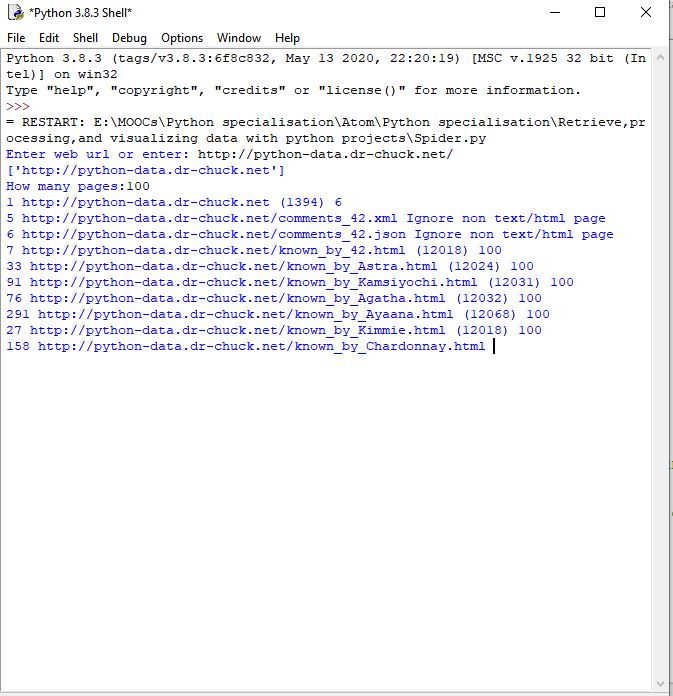 *Python 3.8.3 Shell*
File Edit Shell Debug Options Window Help
Python 3.8.3 (tags/v3.8.3:6f8c832, May 13 2020, 22:20:19) [MSC v.1925 32 bit (In
tel)] on win32
Type "help", "copyright", "credits" or "license()" for more information.
>>>
= RESTART: E:\MOOCs\Python specialisation\Atom\Python specialisation\Retrieve,pr
ocessing,and visualizing data with python projects\Spider.py
Enter web url or enter: http://python-data.dr-chuck.net/
['http://python-data.dr-chuck.net']
How many pages:100
1 http://python-data.dr-chuck.net (1394) 6
5 http://python-data.dr-chuck.net/comments_42.xml Ignore non text/html page
6 http://python-data.dr-chuck.net/comments_42.json Ignore non text/html page
7 http://python-data.dr-chuck.net/known_by_42.html (12018) 100
33 http://python-data.dr-chuck.net/known_by_Astra.html (12024) 100
91 http://python-data.dr-chuck.net/known_by_Kamsiyochi.html (12031) 100
76 http://python-data.dr-chuck.net/known_by_Agatha.html (12032) 100
291 http://python-data.dr-chuck.net/known_by_Ayaana.html (12068) 100
27 http://python-data.dr-chuck.net/known_by_Kimmie.html (12018) 100
158 http://python-data.dr-chuck.net/known_by_Chardonnay.html